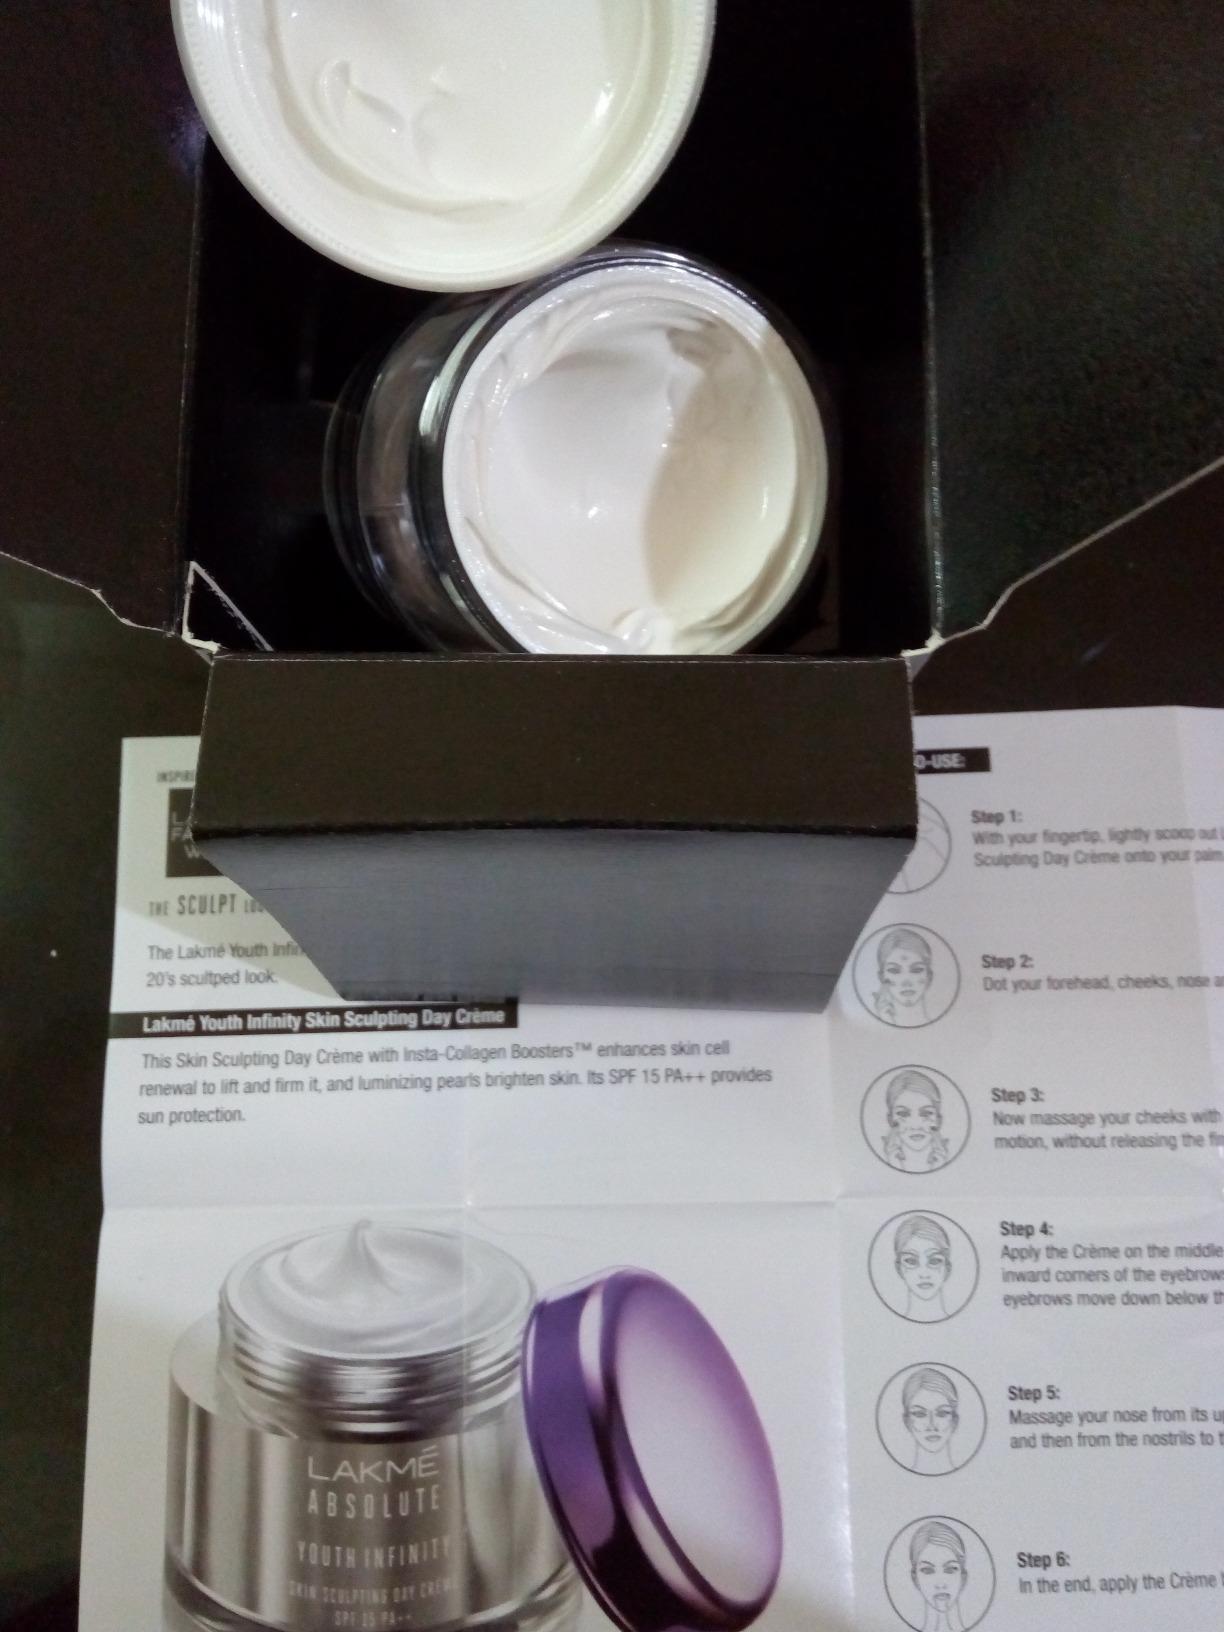 THE SCULPT
The Lakmé Youth
20's scultped look.
Lakmé Youth Infinity Skin Sculpting Day Crème
This Skin Sculpting Day Crème with Insta-Collagen Boosters™ enhances skin cell
renewal to lift and firm it, and luminizing pearls brighten skin. Its SPF 15 PA++ provides
sun protection.
LAKMÉ
ABSOLUTE
YOUTH INFINITY
SKIN SCULPTING DAY CRÈME
SPF 15 PA++
O-USE:
Step 1:
With your fingertip, lightly scoop out
Sculpting Day Crème onto your palm.
Step 2:
Dot your forehead, cheeks, nose
Step 3:
Now massage your cheeks with
motion, without releasing the
Step 4:
Apply the Crème on the middle
inward corners of the eyebrows
eyebrows move down below
Step 5:
Massage your nose from its
and then from the nostrils to
Step 6:
In the end, apply the Crème